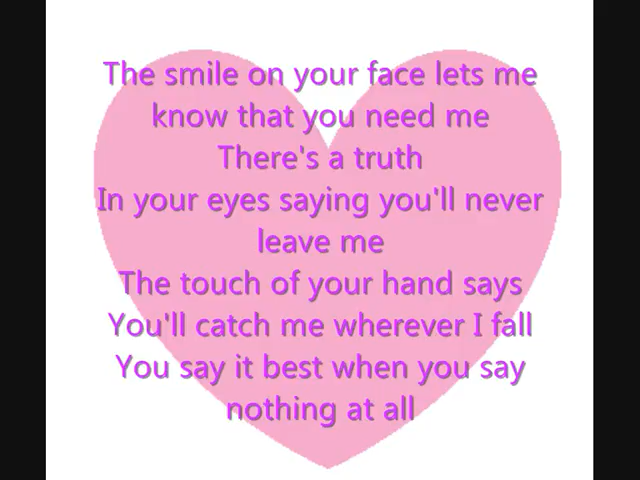 The smile on your face lets me
know that you need me
There's a truth
In your eyes saying you'll never
leave me
The touch of your hand says
You'll catch me wherever I fall
You say it best when you say
nothing at all